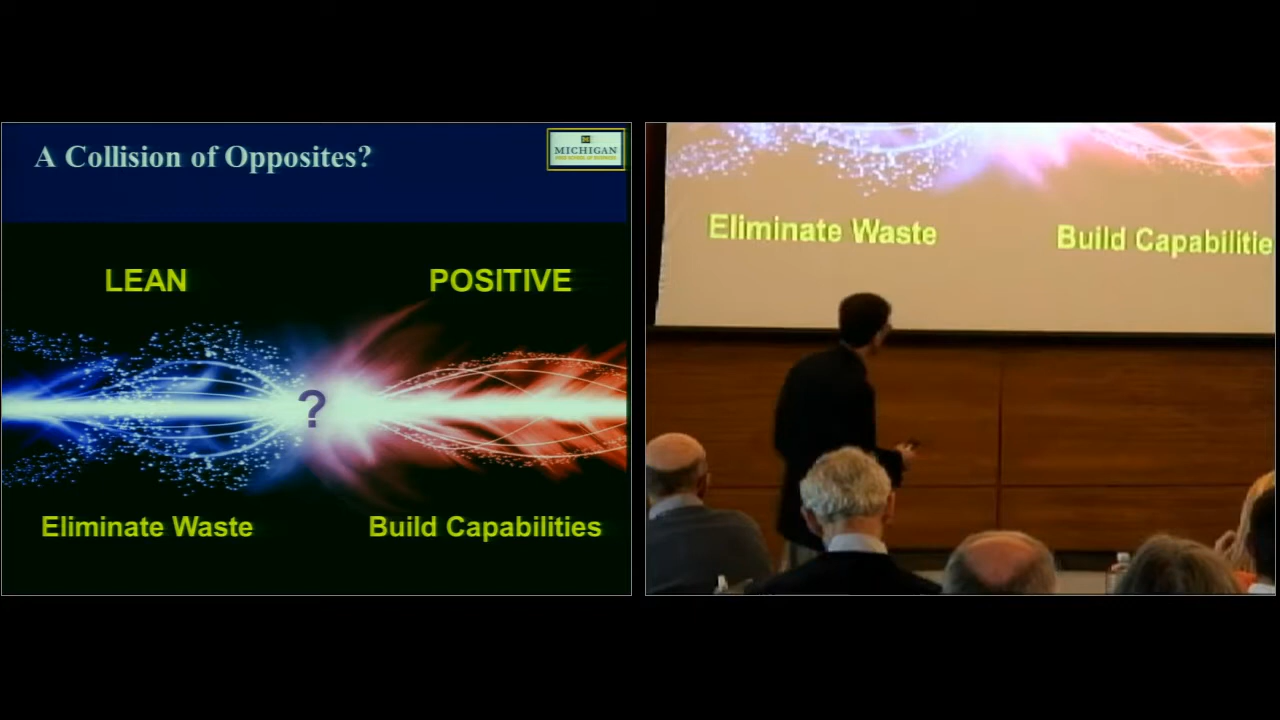 A Collision of Opposites?
MICHIGAN
LEAN
POSITIVE
?
Eliminate Waste
Build Capabilities
Eliminate Waste
Build Capabilitie